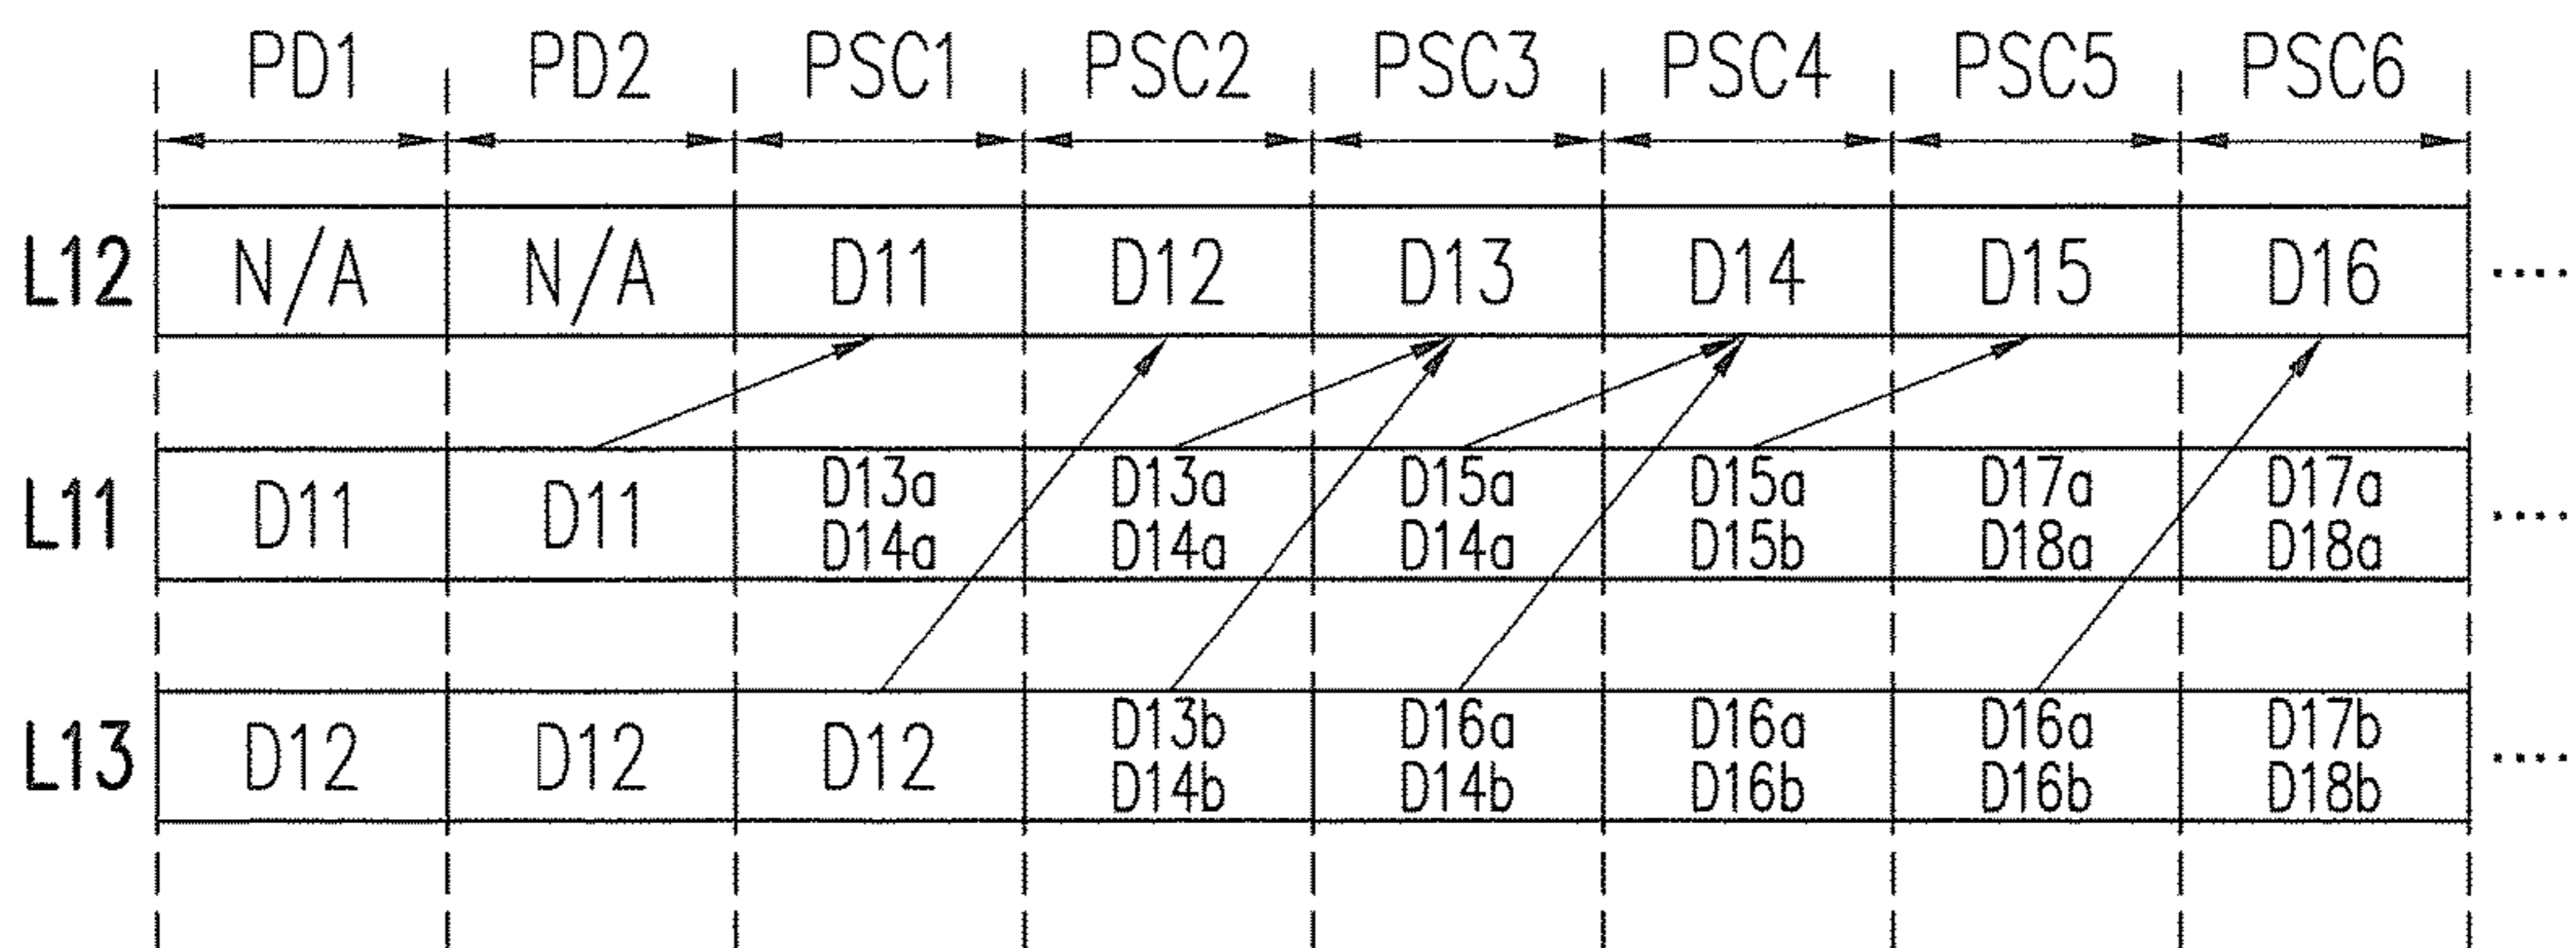 PD1 PD2 PSC1 PSC2 PSC3 PSC4 PSC5 PSC6
L12 N/A N/A D11 D12 D13 D14 D15 D16 ....
D13a D13a D15a D15a D17a D17a
L11 D11 D11 ....
D14a D14a D14a D15b D18a D18a
D13b D16a D16a D16a D17b
L13 D12 D12 D12 ....
D14b D14b D16b D16b D18b